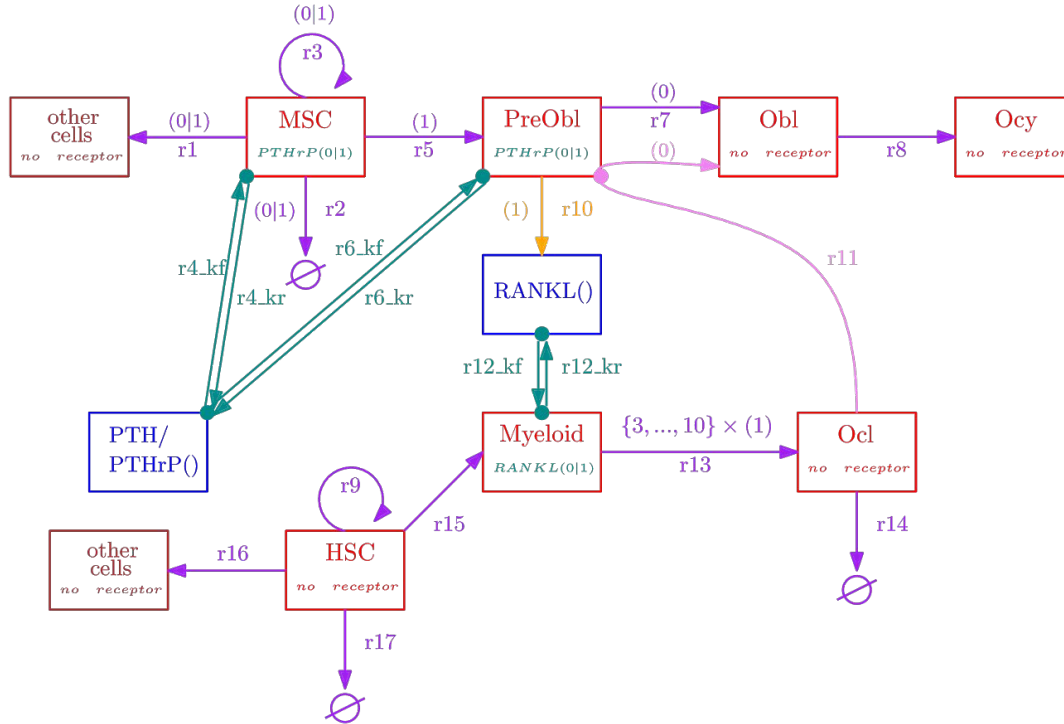 (0|1)
r3
other
cells
no receptor
(0|1)
r1
MSC
PTHrP(0|1)
(1)
r5
PreObl
PTHrP(0|1)
(0)
r7
(0)
Obl
no receptor
r8
Ocy
no receptor
(0|1)
r2
(1)
r10
r4_kf
r4_kr
r6_kf
r6_kr
r11
RANKL()
r12_kf
r12_kr
PTH/
PTHrP()
Myeloid
RANKL(0|1)
{3, ..., 10} × (1)
r13
Ocl
no receptor
r9
r15
r14
other
cells
no receptor
r16
HSC
no receptor
r17